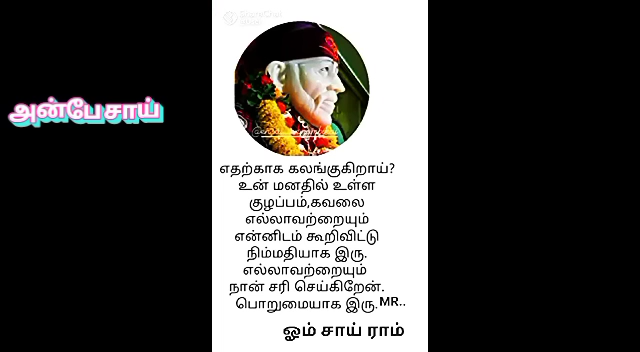 ShareChat
அன்பே சாய்
எதற்காக கலங்குகிறாய்?
உன் மனதில் உள்ள
குழப்பம்,கவலை
எல்லாவற்றையும்
என்னிடம் கூறிவிட்டு
நிம்மதியாக இரு.
எல்லாவற்றையும்
நான் சரி செய்கிறேன்.
பொறுமையாக இரு.MR..
ஓம் சாய் ராம்